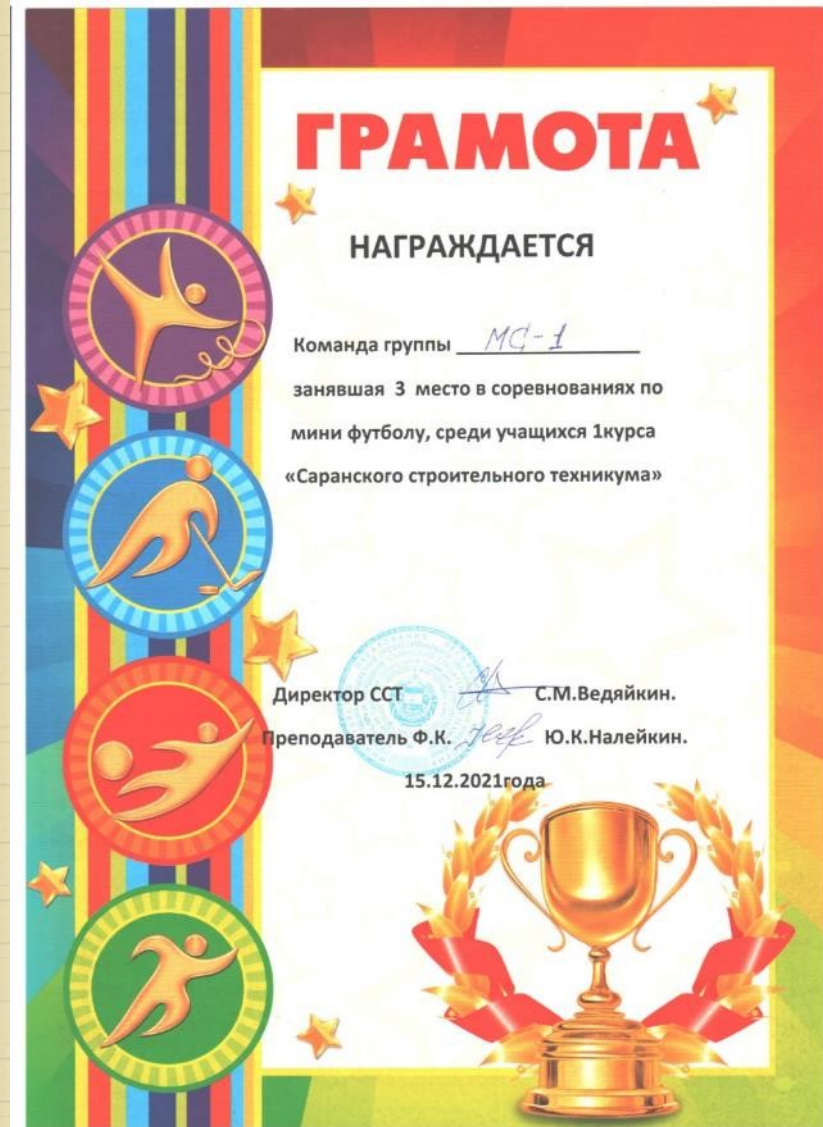 ГРАМОТА
НАГРАЖДАЕТСЯ
Команда группы МС-1
занявшая 3 место в соревнованиях по
мини футболу, среди учащихся 1курса
«Саранского строительного техникума»
Директор ССТ С.М.Ведяйкин.
Преподаватель Ф.К. Ю.К.Налейкин.
15.12.2021года